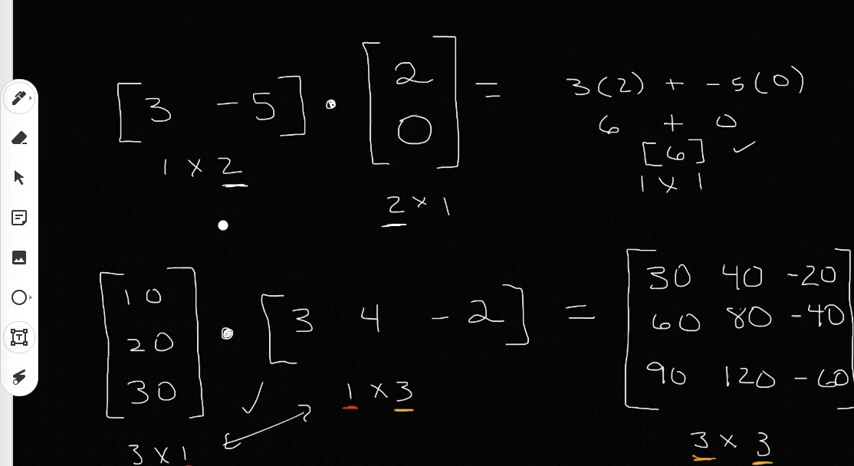 [3 -5] · [2 0] = 3(2) + -5(0)
6 + 0
[6] ✓
1 × 2
2 × 1
1 × 1
[10 20 30] · [3 4 -2] = [30 40 -20
60 80 -40
90 120 -60]
3 × 1
✓
1 × 3
3 × 3